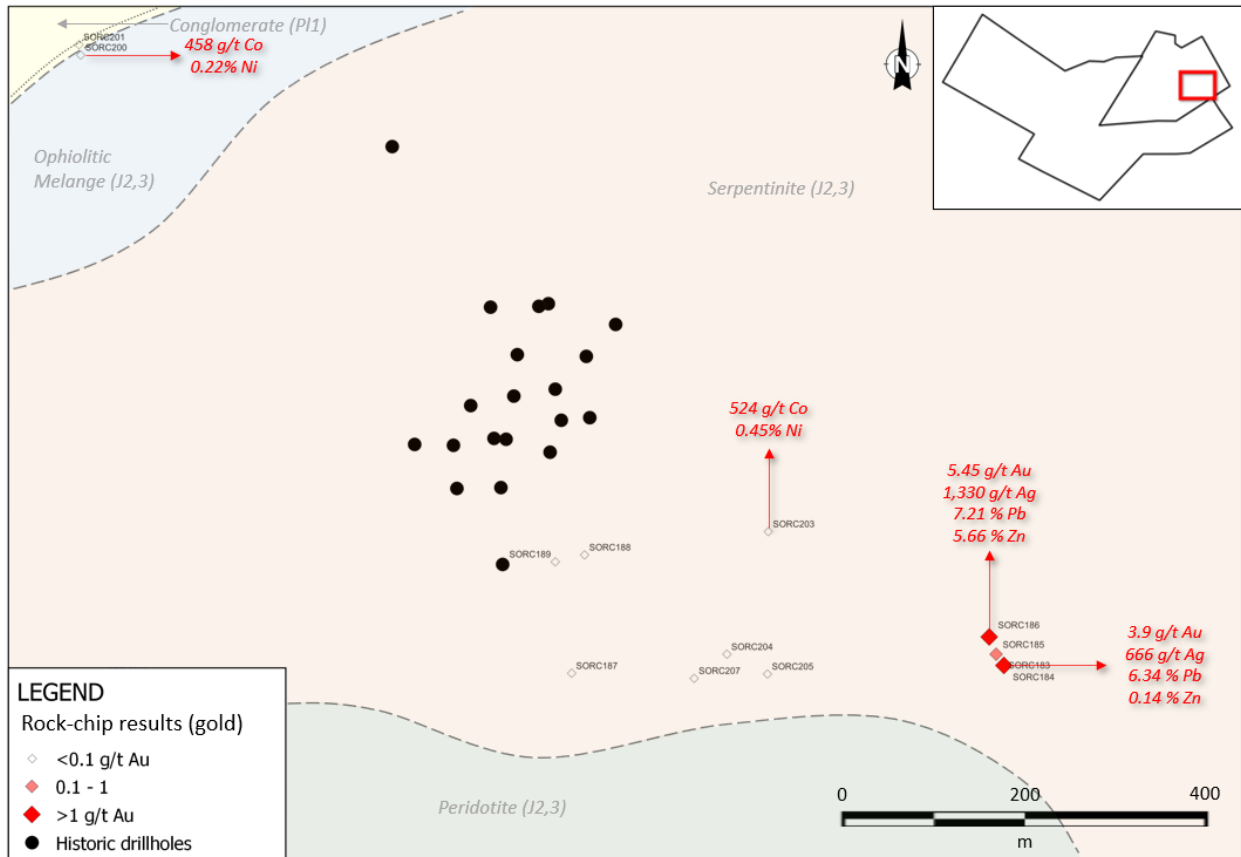 Conglomerate (Pl1)
SORC201
SORC200
458 g/t Co
0.22% Ni
N
Ophiolitic
Melange (J2,3)
Serpentinite (J2,3)
524 g/t Co
0.45% Ni
5.45 g/t Au
1,330 g/t Ag
7.21 % Pb
5.66 % Zn
SORC203
SORC189
SORC188
SORC186
SORC185
SORC183
SORC184
3.9 g/t Au
666 g/t Ag
6.34 % Pb
0.14 % Zn
SORC204
SORC187
SORC207
SORC205
LEGEND
Rock-chip results (gold)
<0.1 g/t Au
0.1 - 1
>1 g/t Au
Historic drillholes
Peridotite (J2,3)
0
200
400
m